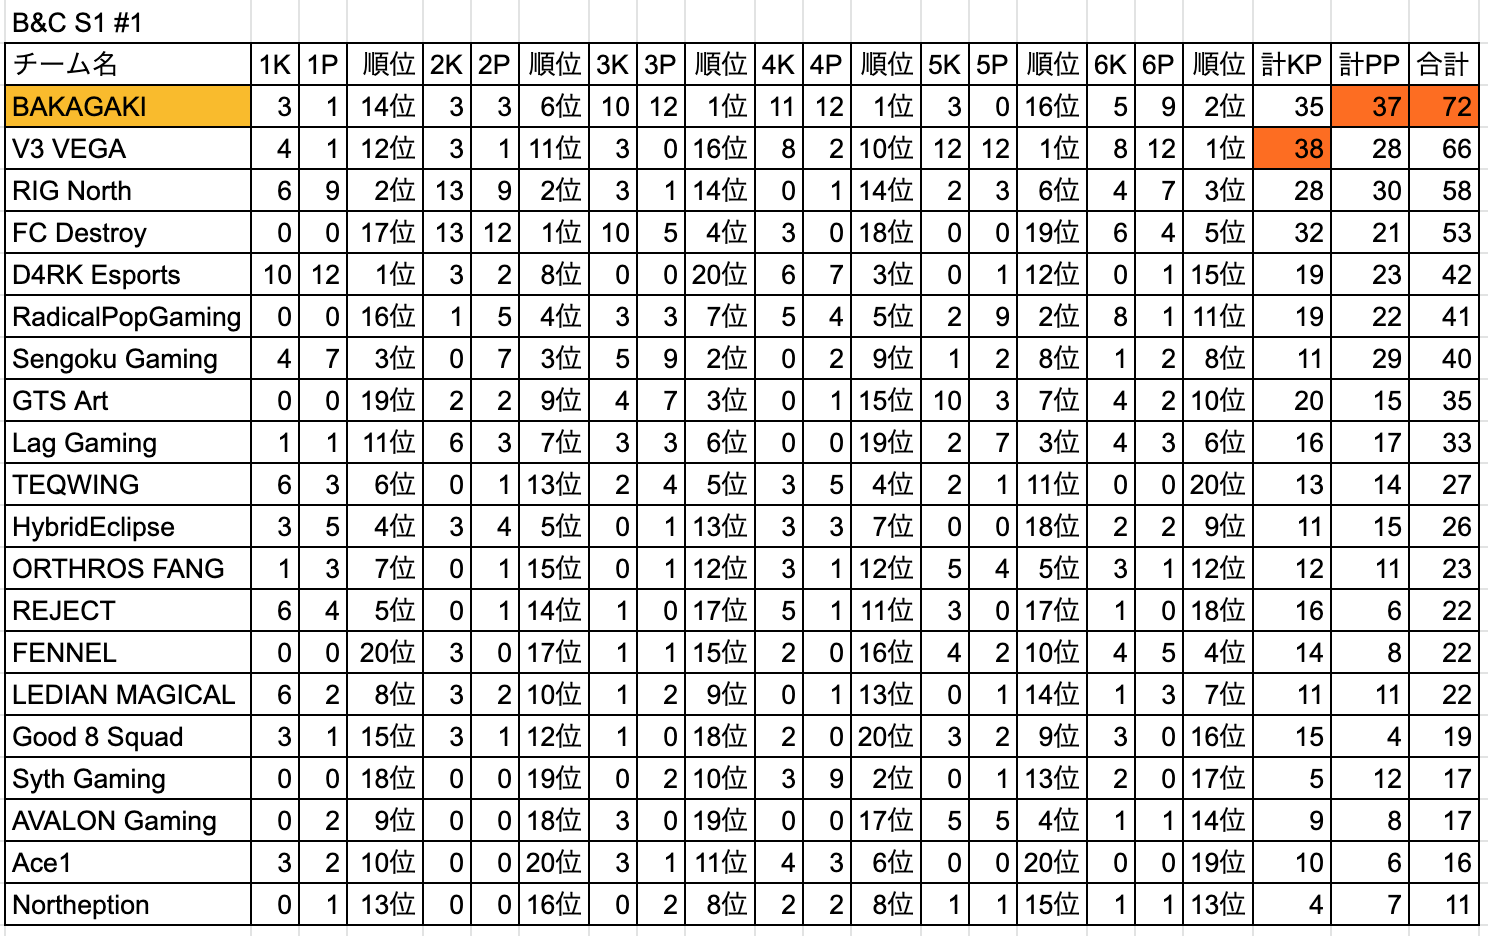 B&C S1 #1
チーム名 1K 1P 順位 2K 2P 順位 3K 3P 順位 4K 4P 順位 5K 5P 順位 6K 6P 順位 計KP 計PP 合計
BAKAGAKI 3 1 14位 3 3 6位 10 12 1位 11 12 1位 3 0 16位 5 9 2位 35 37 72
V3 VEGA 4 1 12位 3 1 11位 3 0 16位 8 2 10位 12 12 1位 8 12 1位 38 28 66
RIG North 6 9 2位 13 9 2位 3 1 14位 0 1 14位 2 3 6位 4 7 3位 28 30 58
FC Destroy 0 0 17位 13 12 1位 10 5 4位 3 0 18位 0 0 19位 6 4 5位 32 21 53
D4RK Esports 10 12 1位 3 2 8位 0 0 20位 6 7 3位 0 1 12位 0 1 15位 19 23 42
RadicalPopGaming 0 0 16位 1 5 4位 3 3 7位 5 4 5位 2 9 2位 8 1 11位 19 22 41
Sengoku Gaming 4 7 3位 0 7 3位 5 9 2位 0 2 9位 1 2 8位 1 2 8位 11 29 40
GTS Art 0 0 19位 2 2 9位 4 7 3位 0 1 15位 10 3 7位 4 2 10位 20 15 35
Lag Gaming 1 1 11位 6 3 7位 3 3 6位 0 0 19位 2 7 3位 4 3 6位 16 17 33
TEQWING 6 3 6位 0 1 13位 2 4 5位 3 5 4位 2 1 11位 0 0 20位 13 14 27
HybridEclipse 3 5 4位 3 4 5位 0 1 13位 3 3 7位 0 0 18位 2 2 9位 11 15 26
ORTHROS FANG 1 3 7位 0 1 15位 0 1 12位 3 1 12位 5 4 5位 3 1 12位 12 11 23
REJECT 6 4 5位 0 1 14位 1 0 17位 5 1 11位 3 0 17位 1 0 18位 16 6 22
FENNEL 0 0 20位 3 0 17位 1 1 15位 2 0 16位 4 2 10位 4 5 4位 14 8 22
LEDIAN MAGICAL 6 2 8位 3 2 10位 1 2 9位 0 1 13位 0 1 14位 1 3 7位 11 11 22
Good 8 Squad 3 1 15位 3 1 12位 1 0 18位 2 0 20位 3 2 9位 3 0 16位 15 4 19
Syth Gaming 0 0 18位 0 0 19位 0 2 10位 3 9 2位 0 1 13位 2 0 17位 5 12 17
AVALON Gaming 0 2 9位 0 0 18位 3 0 19位 0 0 17位 5 5 4位 1 1 14位 9 8 17
Ace1 3 2 10位 0 0 20位 3 1 11位 4 3 6位 0 0 20位 0 0 19位 10 6 16
Northeption 0 1 13位 0 0 16位 0 2 8位 2 2 8位 1 1 15位 1 1 13位 4 7 11